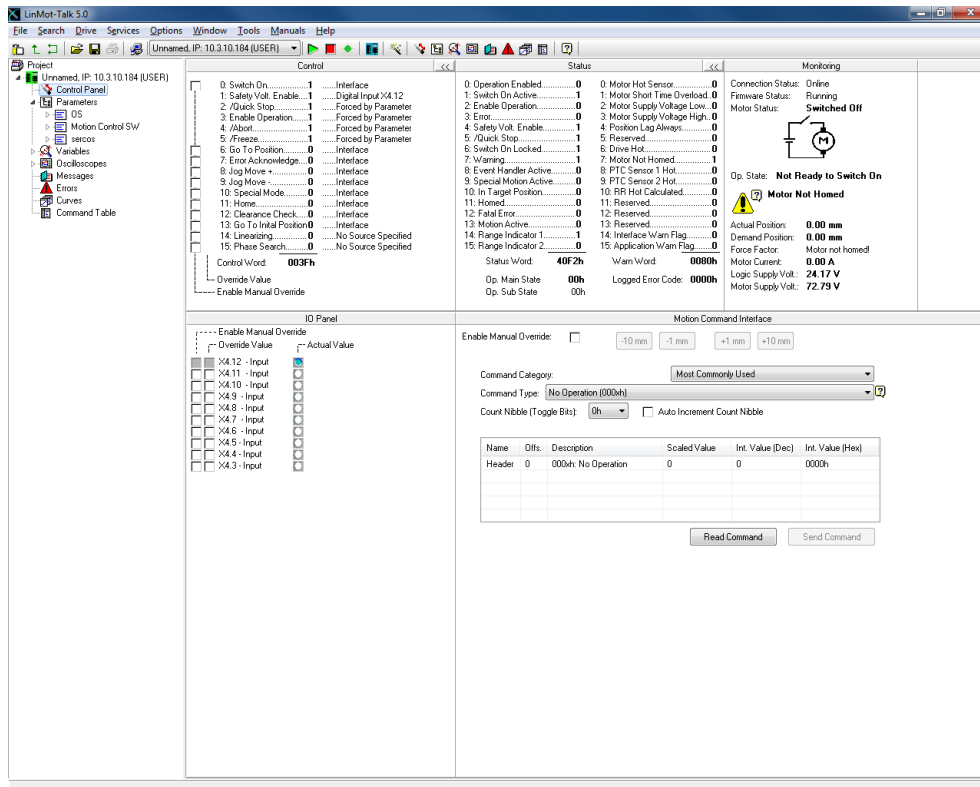 LinMot-Talk 5.0
File Search Drive Services Options Window Tools Manuals Help
Unnamed, IP: 10.3.10.184 (USER)
Project
Unnamed, IP: 10.3.10.184 (USER)
Control Panel
Parameters
OS
Motion Control SW
sercos
Variables
Oscilloscopes
Messages
Errors
Curves
Command Table
Control <<
0: Switch On..............1 ......Interface
1: Safety Volt. Enable....1 ......Digital Input X4.12
2: /Quick Stop............1 ......Forced by Parameter
3: Enable Operation.......1 ......Forced by Parameter
4: /Abort.................1 ......Forced by Parameter
5: /Freeze................1 ......Forced by Parameter
6: Go To Position.........0 ......Interface
7: Error Acknowledge....0 ......Interface
8: Jog Move +.............0 ......Interface
9: Jog Move -.............0 ......Interface
10: Special Mode..........0 ......Interface
11: Home..................0 ......Interface
12: Clearance Check.....0 ......Interface
13: Go To Inital Position0 ......Interface
14: Linearizing...........0 ......No Source Specified
15: Phase Search........0 ......No Source Specified
Control Word: 003Fh
Override Value
Enable Manual Override
Status <<
0: Operation Enabled.........0 0: Motor Hot Sensor.............0
1: Switch On Active..........1 1: Motor Short Time Overload..0
2: Enable Operation..........0 2: Motor Supply Voltage Low...0
3: Error.....................0 3: Motor Supply Voltage High..0
4: Safety Volt. Enable.......1 4: Position Lag Always..........0
5: /Quick Stop...............1 5: Reserved.....................0
6: Switch On Locked..........1 6: Drive Hot....................0
7: Warning...................1 7: Motor Not Homed..............1
8: Event Handler Active......0 8: PTC Sensor 1 Hot.............0
9: Special Motion Active.....0 9: PTC Sensor 2 Hot.............0
10: In Target Position.......0 10: RR Hot Calculated..........0
11: Homed....................0 11: Reserved....................0
12: Fatal Error..............0 12: Reserved....................0
13: Motion Active............0 13: Reserved....................0
14: Range Indicator 1........1 14: Interface Warn Flag.........0
15: Range Indicator 2........0 15: Application Warn Flag.......0
Status Word: 40F2h Warn Word: 0080h
Op. Main State 00h Logged Error Code: 0000h
Op. Sub State 00h
Monitoring
Connection Status: Online
Firmware Status: Running
Motor Status: Switched Off
M
Op. State: Not Ready to Switch On
Motor Not Homed
Actual Position: 0.00 mm
Demand Position: 0.00 mm
Force Factor: Motor not homed!
Motor Current: 0.00 A
Logic Supply Volt.: 24.17 V
Motor Supply Volt.: 72.79 V
IO Panel
Enable Manual Override
Override Value Actual Value
X4.12 - Input
X4.11 - Input
X4.10 - Input
X4.9 - Input
X4.8 - Input
X4.7 - Input
X4.6 - Input
X4.5 - Input
X4.4 - Input
X4.3 - Input
Motion Command Interface
Enable Manual Override: -10 mm -1 mm +1 mm +10 mm
Command Category: Most Commonly Used
Command Type: No Operation (000xh)
Count Nibble (Toggle Bits): 0h Auto Increment Count Nibble
Name Offs. Description Scaled Value Int. Value (Dec) Int. Value (Hex)
Header 0 000xh: No Operation 0 0 0000h
Read Command Send Command